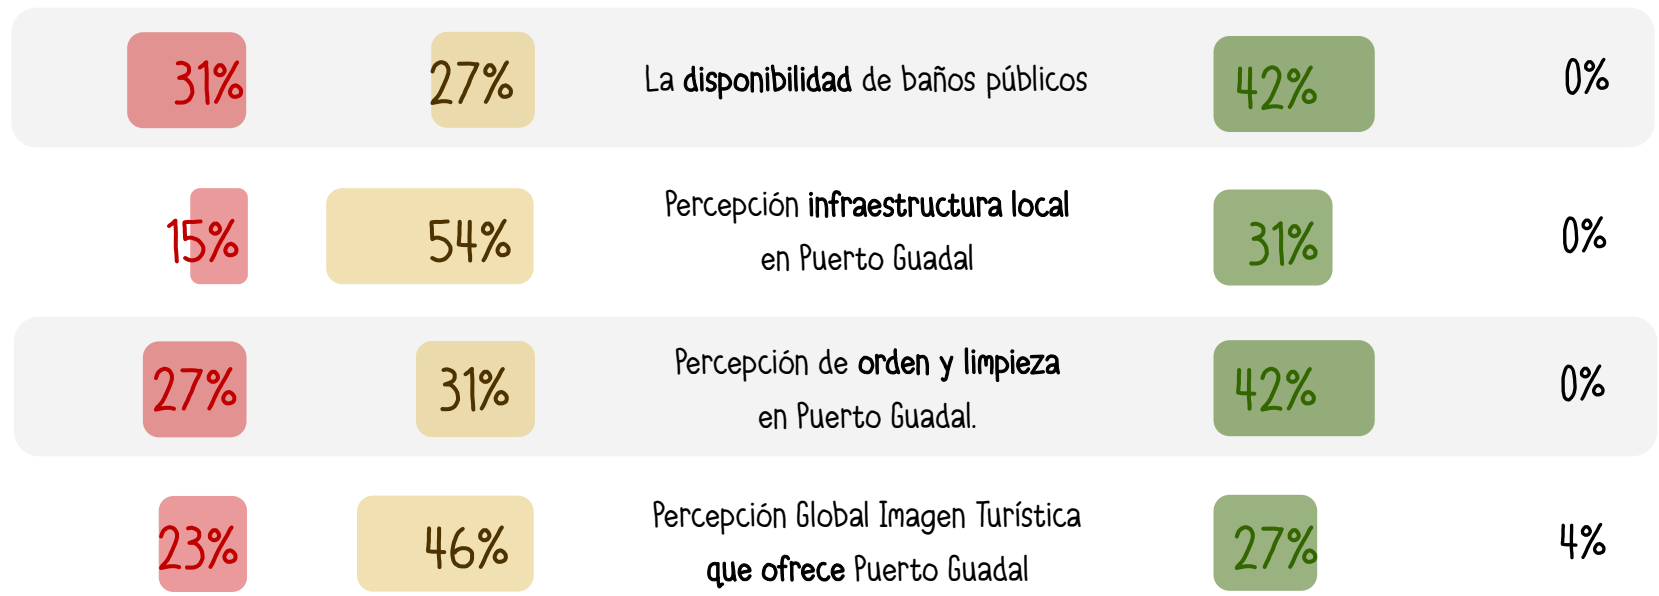 31% 27% La disponibilidad de baños públicos 42% 0%
Percepción infraestructura local
15% 54% 31% 0%
en Puerto Guadal
Percepción de orden y limpieza
27% 31% 42% 0%
en Puerto Guadal.
Percepción Global Imagen Turística
23% 46% 27% 4%
que ofrece Puerto Guadal